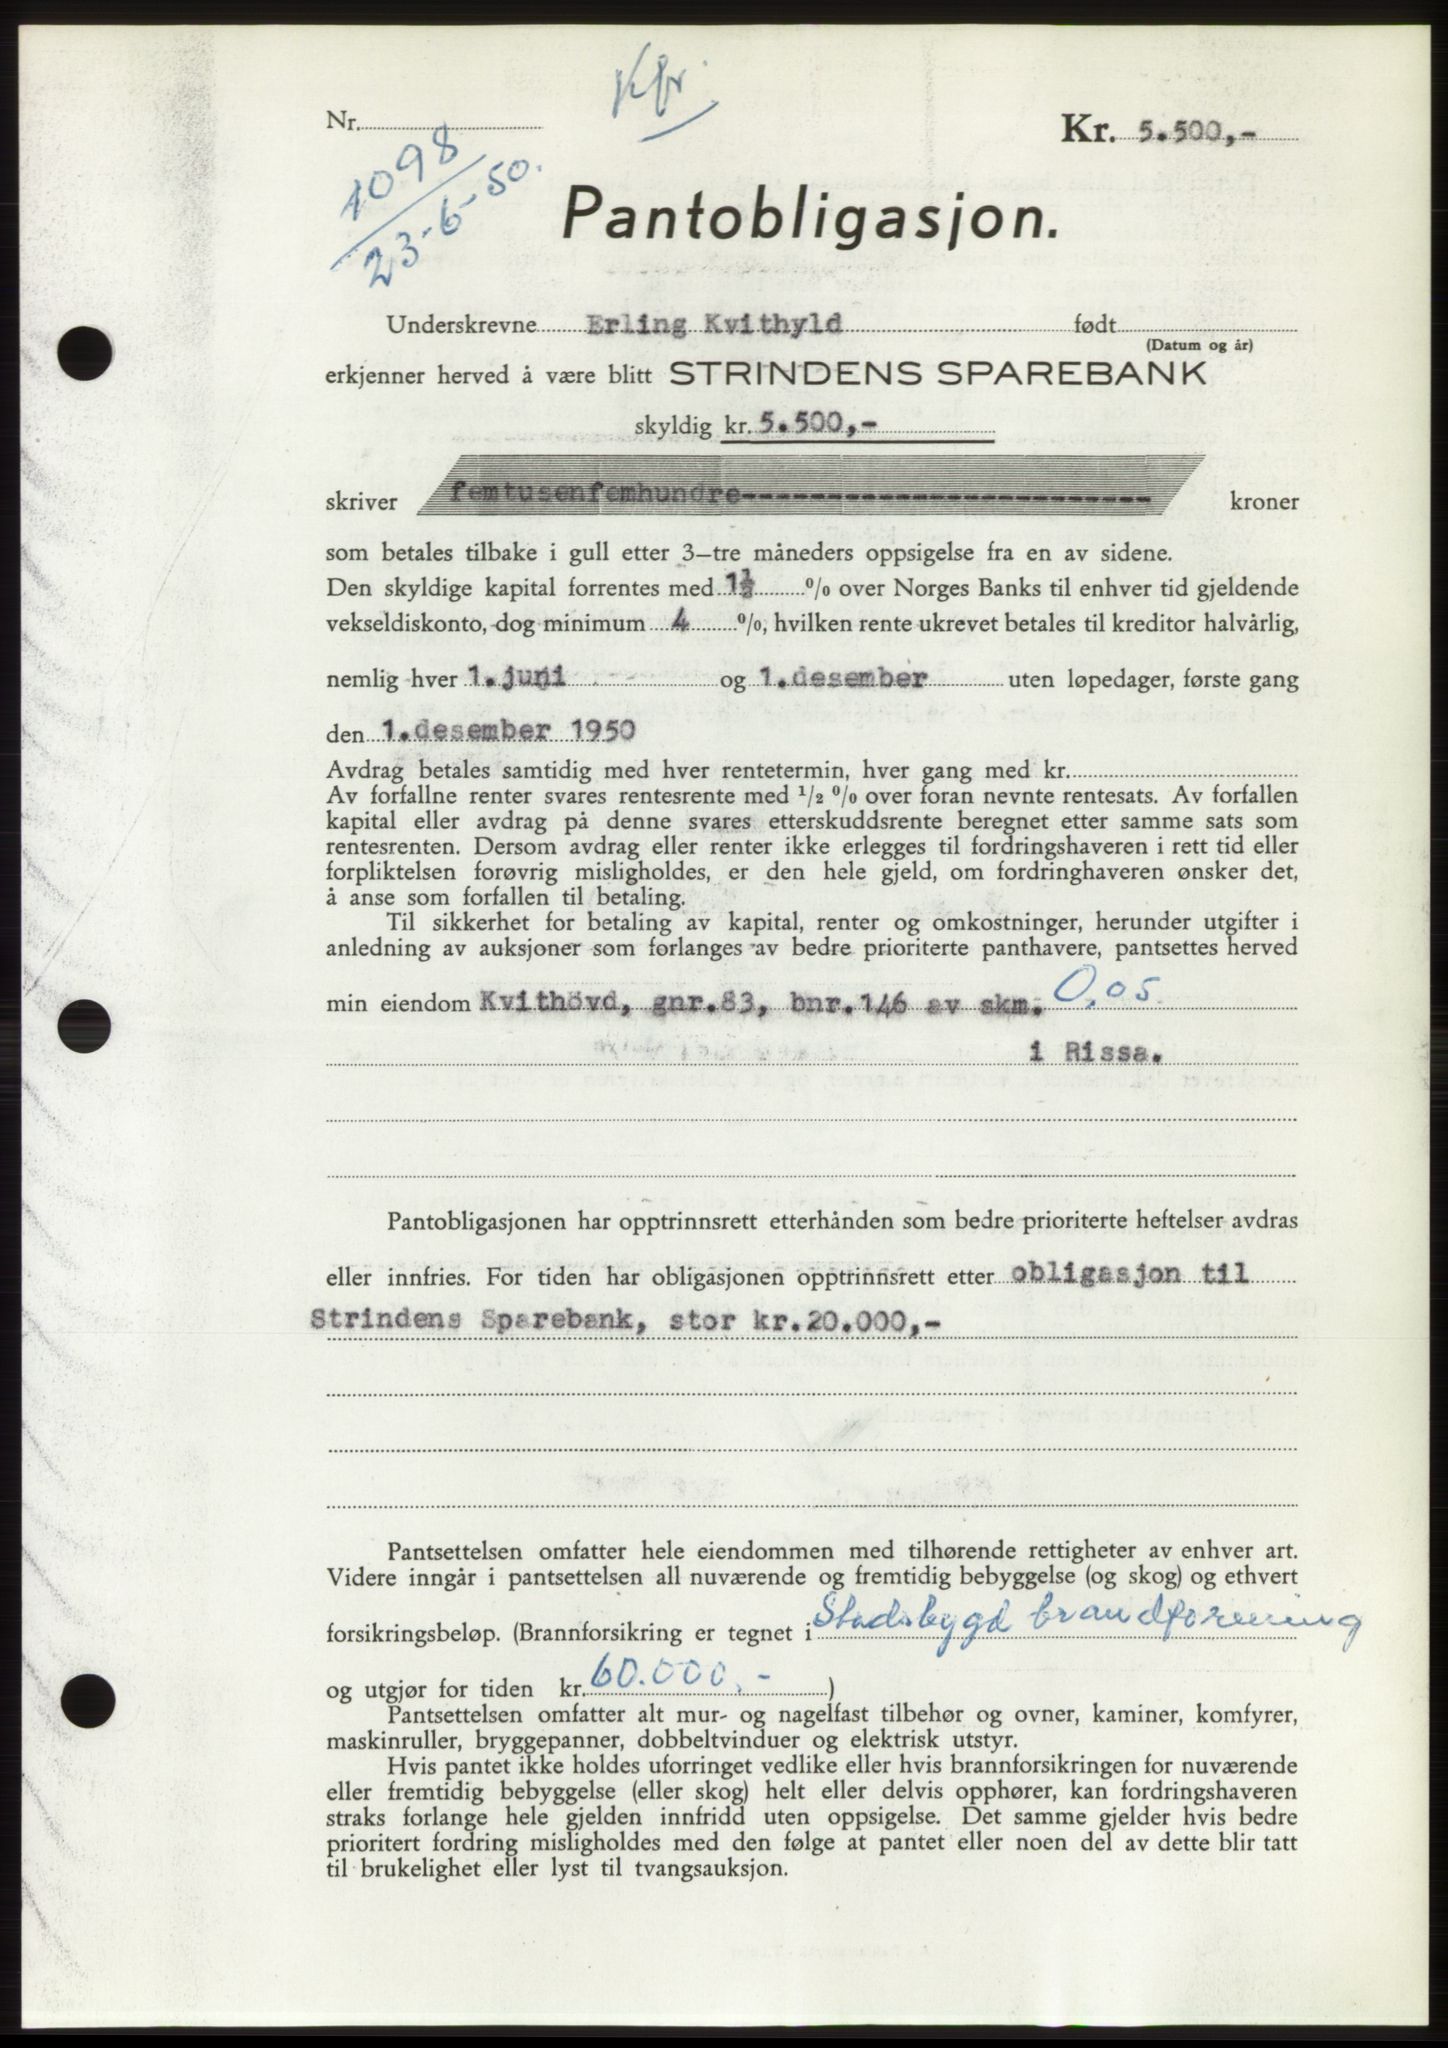 Kfr.
Nr.
Kr. 5.500,-
1098
23-6-50.
Pantobligasjon.
Underskrevne Erling Kvithyld født
(Datum og år)
erkjenner herved å være blitt STRINDENS SPAREBANK
skyldig kr. 5.500,-
skriver femtusenfemhundre------------------------- kroner
som betales tilbake i gull etter 3—tre måneders oppsigelse fra en av sidene.
Den skyldige kapital forrentes med 1½ % over Norges Banks til enhver tid gjeldende
vekseldiskonto, dog minimum 4 %, hvilken rente ukrevet betales til kreditor halvårlig,
nemlig hver 1.juni og 1.desember uten løpedager, første gang
den 1.desember 1950
Avdrag betales samtidig med hver rentetermin, hver gang med kr.
Av forfallne renter svares rentesrente med 1/2 % over foran nevnte rentesats. Av forfallen
kapital eller avdrag på denne svares etterskuddsrente beregnet etter samme sats som
rentesrenten. Dersom avdrag eller renter ikke erlegges til fordringshaveren i rett tid eller
forpliktelsen forøvrig misligholdes, er den hele gjeld, om fordringhaveren ønsker det,
å anse som forfallen til betaling.
Til sikkerhet for betaling av kapital, renter og omkostninger, herunder utgifter i
anledning av auksjoner som forlanges av bedre prioriterte panthavere, pantsettes herved
min eiendom Kvithövd, gnr.83, bnr.146 av skm. 0,05
i Rissa.
Pantobligasjonen har opptrinnsrett etterhånden som bedre prioriterte heftelser avdras
eller innfries. For tiden har obligasjonen opptrinnsrett etter obligasjon til
Strindens Sparebank, stor kr.20.000,-
Pantsettelsen omfatter hele eiendommen med tilhørende rettigheter av enhver art.
Videre inngår i pantsettelsen all nuværende og fremtidig bebyggelse (og skog) og ethvert
forsikringsbeløp. (Brannforsikring er tegnet i Stadsbygd brandforening
og utgjør for tiden kr. 60.000,-)
Pantsettelsen omfatter alt mur- og nagelfast tilbehør og ovner, kaminer, komfyrer,
maskinruller, bryggepanner, dobbeltvinduer og elektrisk utstyr.
Hvis pantet ikke holdes uforringet vedlike eller hvis brannforsikringen for nuværende
eller fremtidig bebyggelse (eller skog) helt eller delvis opphører, kan fordringshaveren
straks forlange hele gjelden innfridd uten oppsigelse. Det samme gjelder hvis bedre
prioritert fordring misligholdes med den følge at pantet eller noen del av dette blir tatt
til brukelighet eller lyst til tvangsauksjon.